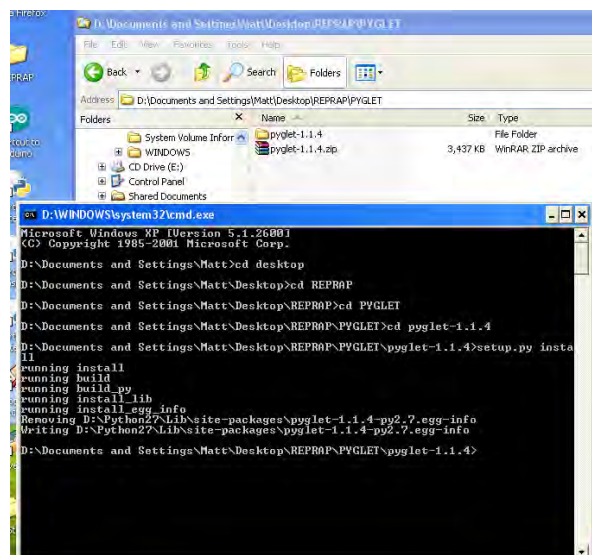 a Firefox
D:\Documents and Settings\Matt\Desktop\REPRAP\PYGLET
File Edit View Favorites Tools Help
Back Search Folders
Address D:\Documents and Settings\Matt\Desktop\REPRAP\PYGLET
Folders × Name Size Type
System Volume Inforr pyglet-1.1.4 File Folder
WINDOWS pyglet-1.1.4.zip 3,437 KB WinRAR ZIP archive
CD Drive (E:)
Control Panel
Shared Documents
D:\WINDOWS\system32\cmd.exe
Microsoft Windows XP [Version 5.1.2600]
(C) Copyright 1985-2001 Microsoft Corp.
D:\Documents and Settings\Matt>cd desktop
D:\Documents and Settings\Matt\Desktop>cd REPRAP
D:\Documents and Settings\Matt\Desktop\REPRAP>cd PYGLET
D:\Documents and Settings\Matt\Desktop\REPRAP\PYGLET>cd pyglet-1.1.4
D:\Documents and Settings\Matt\Desktop\REPRAP\PYGLET\pyglet-1.1.4>setup.py insta
ll
running install
running build
running build_py
running install_lib
running install_egg_info
Removing D:\Python27\Lib\site-packages\pyglet-1.1.4-py2.7.egg-info
Writing D:\Python27\Lib\site-packages\pyglet-1.1.4-py2.7.egg-info
D:\Documents and Settings\Matt\Desktop\REPRAP\PYGLET\pyglet-1.1.4>